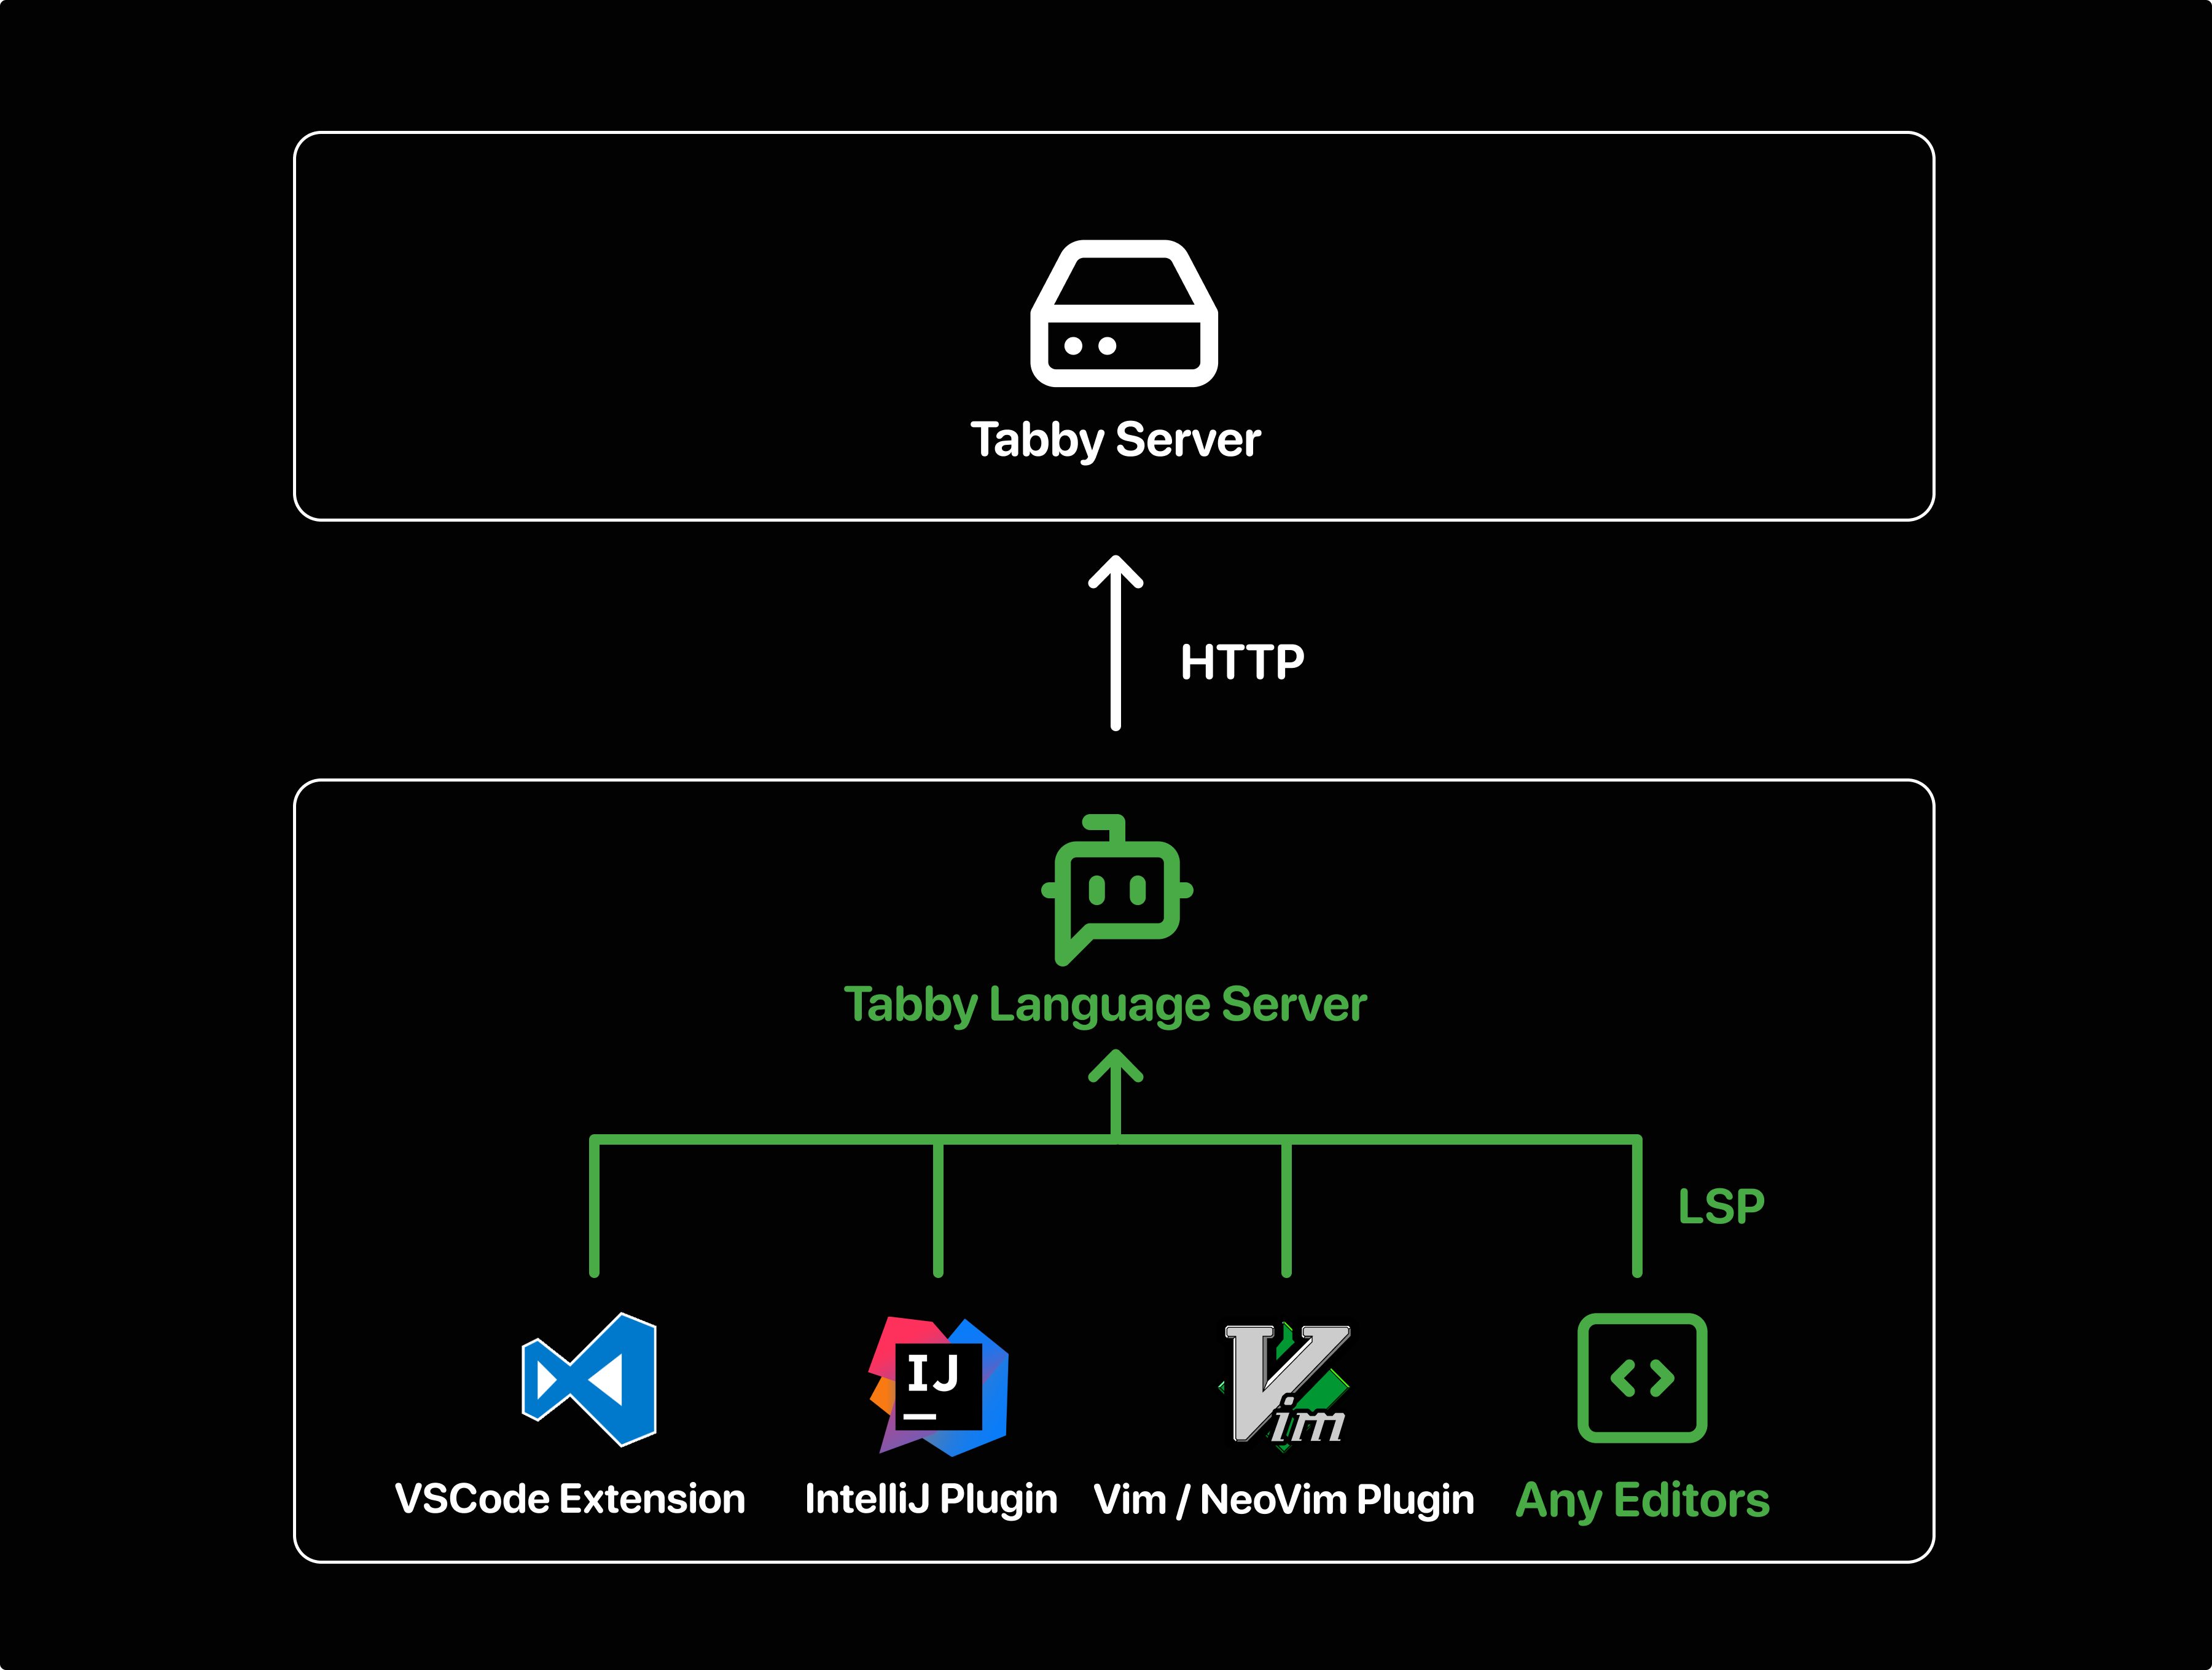 Tabby Server
HTTP
Tabby Language Server
LSP
IJ
Vim
VSCode Extension
IntelliJ Plugin
Vim / NeoVim Plugin
Any Editors